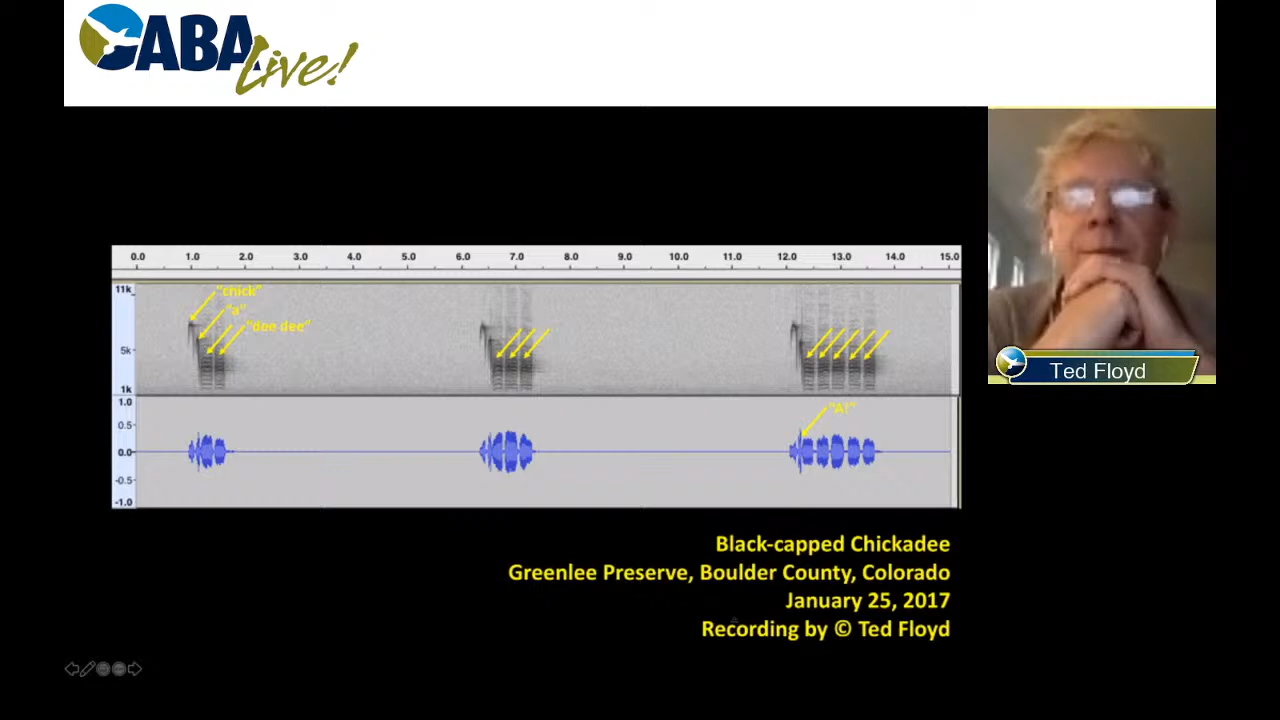 ABA
Live!
0.0 1.0 2.0 3.0 4.0 5.0 6.0 7.0 8.0 9.0 10.0 11.0 12.0 13.0 14.0 15.0
11k
"chick"
"a"
"dee dee"
5k
1k
1.0
"A!"
0.5
0.0
-0.5
-1.0
Ted Floyd
Black-capped Chickadee
Greenlee Preserve, Boulder County, Colorado
January 25, 2017
Recording by © Ted Floyd